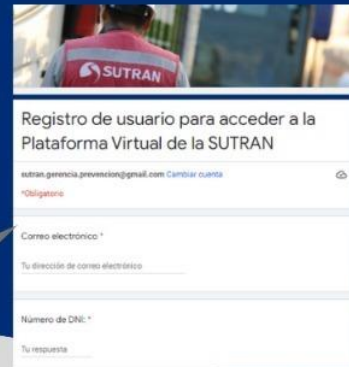 SUTRAN
Registro de usuario para acceder a la
Plataforma Virtual de la SUTRAN
sutran.gerencia.prevencion@gmail.com Cambiar cuenta
*Obligatorio
Correo electrónico *
Tu dirección de correo electrónico
Número de DNI: *
Tu respuesta